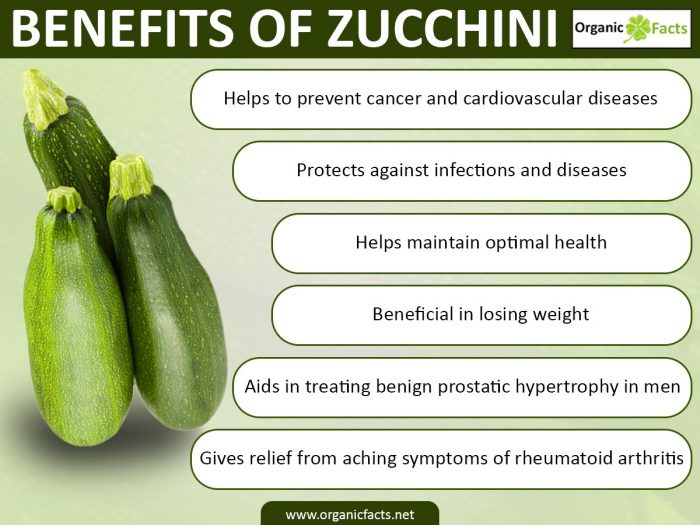 BENEFITS OF ZUCCHINI
Organic Facts
Helps to prevent cancer and cardiovascular diseases
Protects against infections and diseases
Helps maintain optimal health
Beneficial in losing weight
Aids in treating benign prostatic hypertrophy in men
Gives relief from aching symptoms of rheumatoid arthritis
www.organicfacts.net